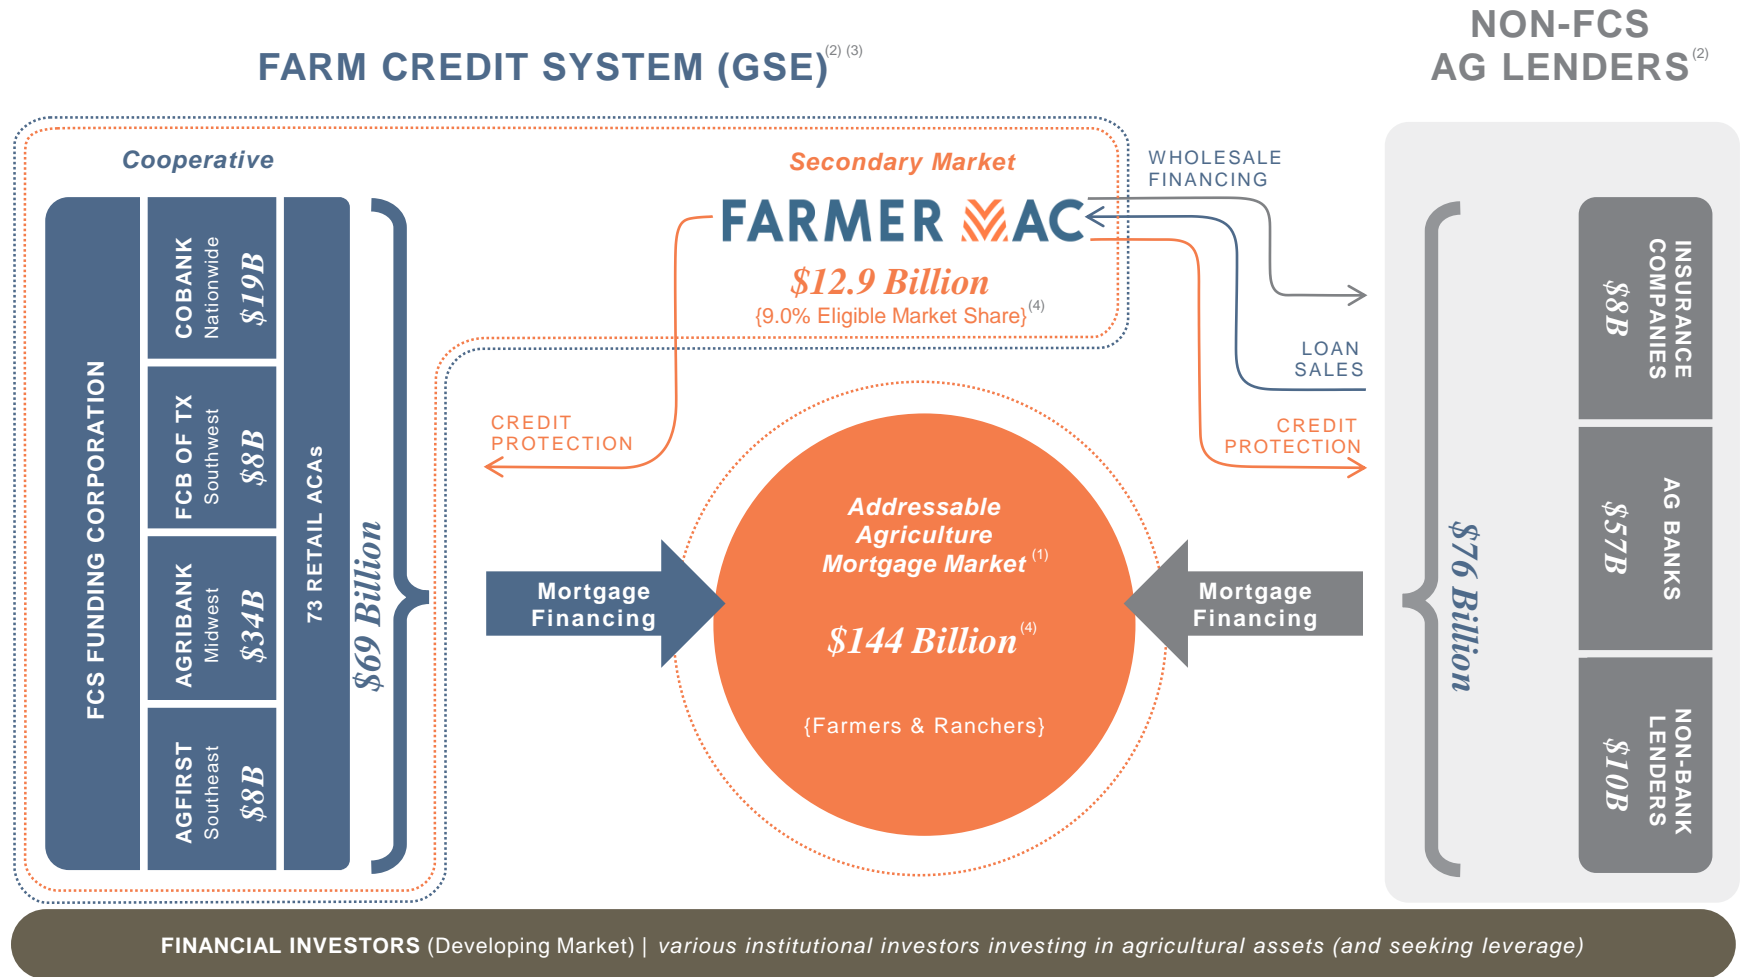 FARM CREDIT SYSTEM (GSE)(2) (3)
NON-FCS
AG LENDERS(2)
Cooperative
FCS FUNDING CORPORATION
COBANK
Nationwide
$19B
FCB OF TX
Southwest
$8B
AGRIBANK
Midwest
$34B
AGFIRST
Southeast
$8B
73 RETAIL ACAs
$69 Billion
Secondary Market
FARMER MAC
$12.9 Billion
{9.0% Eligible Market Share}(4)
WHOLESALE
FINANCING
LOAN
SALES
CREDIT
PROTECTION
CREDIT
PROTECTION
Mortgage
Financing
Addressable
Agriculture
Mortgage Market (1)
$144 Billion(4)
{Farmers & Ranchers}
Mortgage
Financing
$76 Billion
INSURANCE
COMPANIES
$8B
AG BANKS
$57B
NON-BANK
LENDERS
$10B
FINANCIAL INVESTORS (Developing Market) | various institutional investors investing in agricultural assets (and seeking leverage)